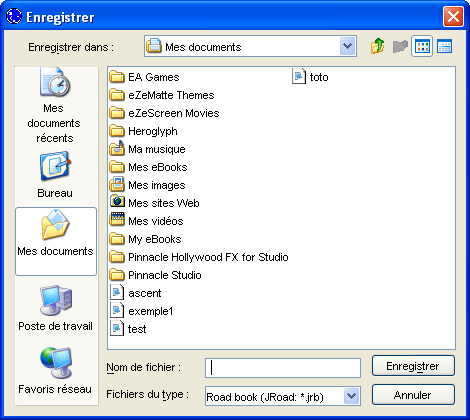 Enregistrer
Enregistrer dans :
Mes documents
Mes documents récents
Bureau
Mes documents
Poste de travail
Favoris réseau
EA Games
eZeMatte Themes
eZeScreen Movies
Heroglyph
Ma musique
Mes eBooks
Mes images
Mes sites Web
Mes vidéos
My eBooks
Pinnacle Hollywood FX for Studio
Pinnacle Studio
ascent
exemple1
test
toto
Nom de fichier :
Enregistrer
Fichiers du type :
Road book (JRoad: *.jrb)
Annuler